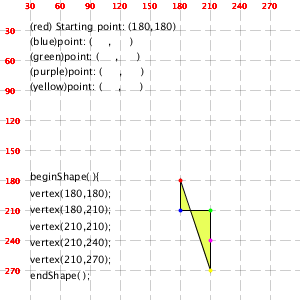 30 60 90 120 150 180 210 240 270
30
60
90
120
150
180
210
240
270
(red) Starting point: (180,180)
(blue)point: (    ,    )
(green)point: (    ,    )
(purple)point: (    ,    )
(yellow)point: (    ,    )
beginShape(){
vertex(180,180);
vertex(180,210);
vertex(210,210);
vertex(210,240);
vertex(210,270);
endShape();